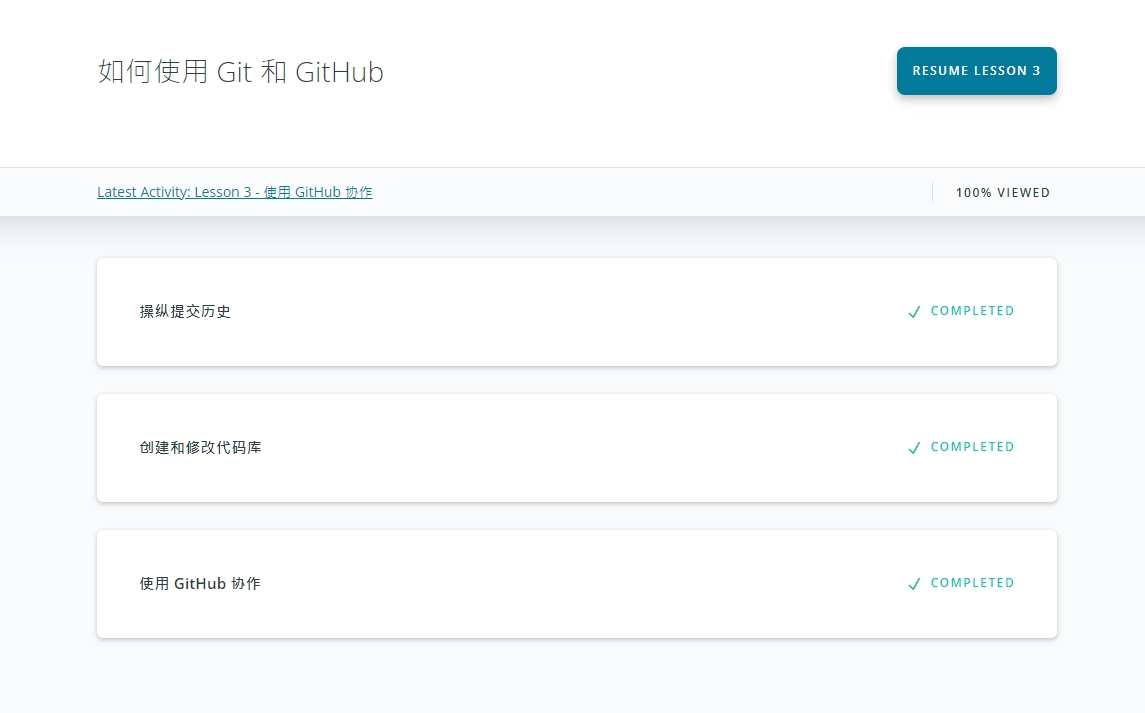 如何使用 Git 和 GitHub
RESUME LESSON 3
Latest Activity: Lesson 3 - 使用 GitHub 协作
100% VIEWED
操纵提交历史
COMPLETED
创建和修改代码库
COMPLETED
使用 GitHub 协作
COMPLETED